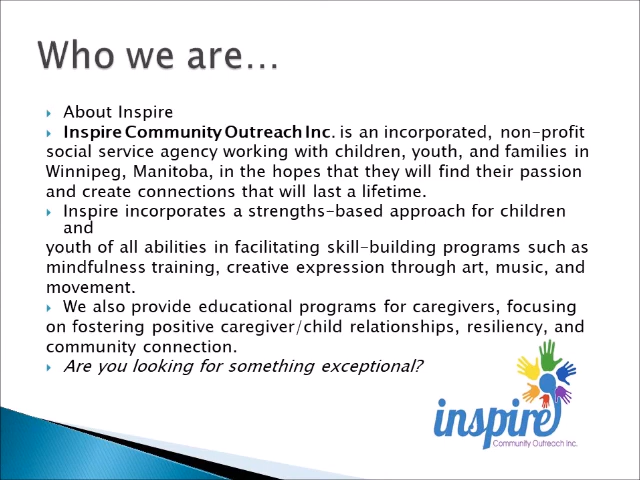 Who we are...
About Inspire
Inspire Community Outreach Inc. is an incorporated, non-profit
social service agency working with children, youth, and families in
Winnipeg, Manitoba, in the hopes that they will find their passion
and create connections that will last a lifetime.
Inspire incorporates a strengths-based approach for children
and
youth of all abilities in facilitating skill-building programs such as
mindfulness training, creative expression through art, music, and
movement.
We also provide educational programs for caregivers, focusing
on fostering positive caregiver/child relationships, resiliency, and
community connection.
Are you looking for something exceptional?
inspire
Community Outreach Inc.